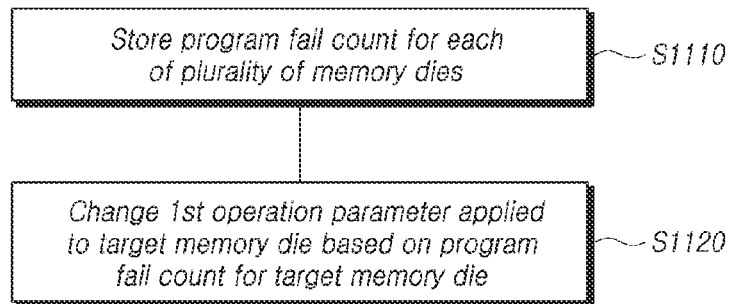 Store program fail count for each
of plurality of memory dies
S1110
Change 1st operation parameter applied
to target memory die based on program
fail count for target memory die
S1120